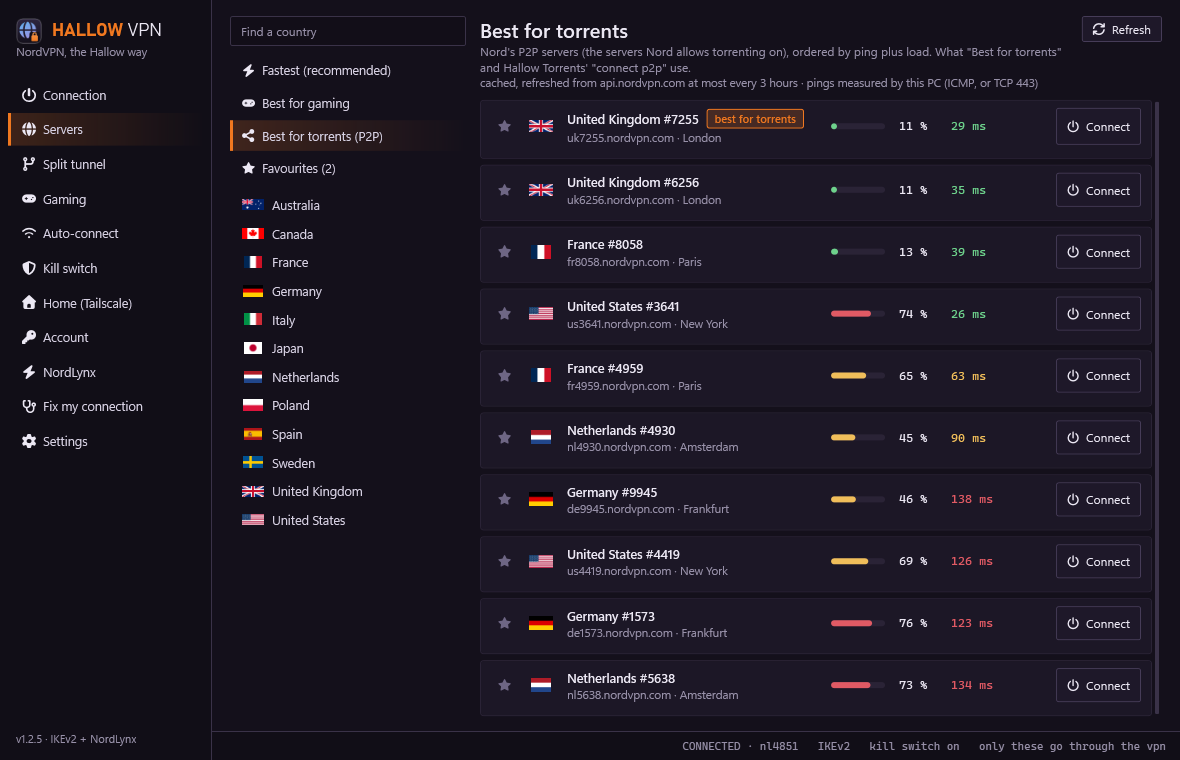 HALLOW VPN
NordVPN, the Hallow way
Connection
Servers
Split tunnel
Gaming
Auto-connect
Kill switch
Home (Tailscale)
Account
NordLynx
Fix my connection
Settings
v1.2.5 · IKEv2 + NordLynx
Find a country
Fastest (recommended)
Best for gaming
Best for torrents (P2P)
Favourites (2)
Australia
Canada
France
Germany
Italy
Japan
Netherlands
Poland
Spain
Sweden
United Kingdom
United States
Best for torrents
Refresh
Nord's P2P servers (the servers Nord allows torrenting on), ordered by ping plus load. What "Best for torrents"
and Hallow Torrents' "connect p2p" use.
cached, refreshed from api.nordvpn.com at most every 3 hours · pings measured by this PC (ICMP, or TCP 443)
United Kingdom #7255 best for torrents
uk7255.nordvpn.com · London
11 % 29 ms Connect
United Kingdom #6256
uk6256.nordvpn.com · London
11 % 35 ms Connect
France #8058
fr8058.nordvpn.com · Paris
13 % 39 ms Connect
United States #3641
us3641.nordvpn.com · New York
74 % 26 ms Connect
France #4959
fr4959.nordvpn.com · Paris
65 % 63 ms Connect
Netherlands #4930
nl4930.nordvpn.com · Amsterdam
45 % 90 ms Connect
Germany #9945
de9945.nordvpn.com · Frankfurt
46 % 138 ms Connect
United States #4419
us4419.nordvpn.com · New York
69 % 126 ms Connect
Germany #1573
de1573.nordvpn.com · Frankfurt
76 % 123 ms Connect
Netherlands #5638
nl5638.nordvpn.com · Amsterdam
73 % 134 ms Connect
CONNECTED · nl4851 IKEv2 kill switch on only these go through the vpn